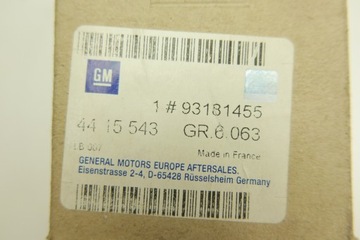 GM
1 # 93181455
44 15 543 GR.6.063
LB 007 Made in France
GENERAL MOTORS EUROPE AFTERSALES.
Eisenstrasse 2-4, D-65428 Rüsselsheim Germany